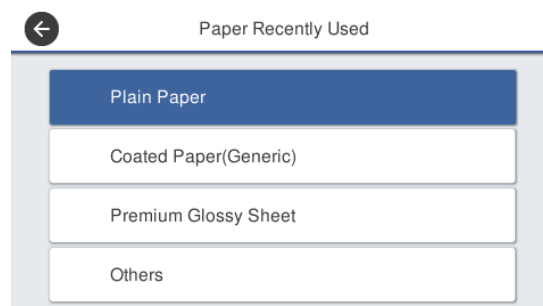 Paper Recently Used
Plain Paper
Coated Paper(Generic)
Premium Glossy Sheet
Others